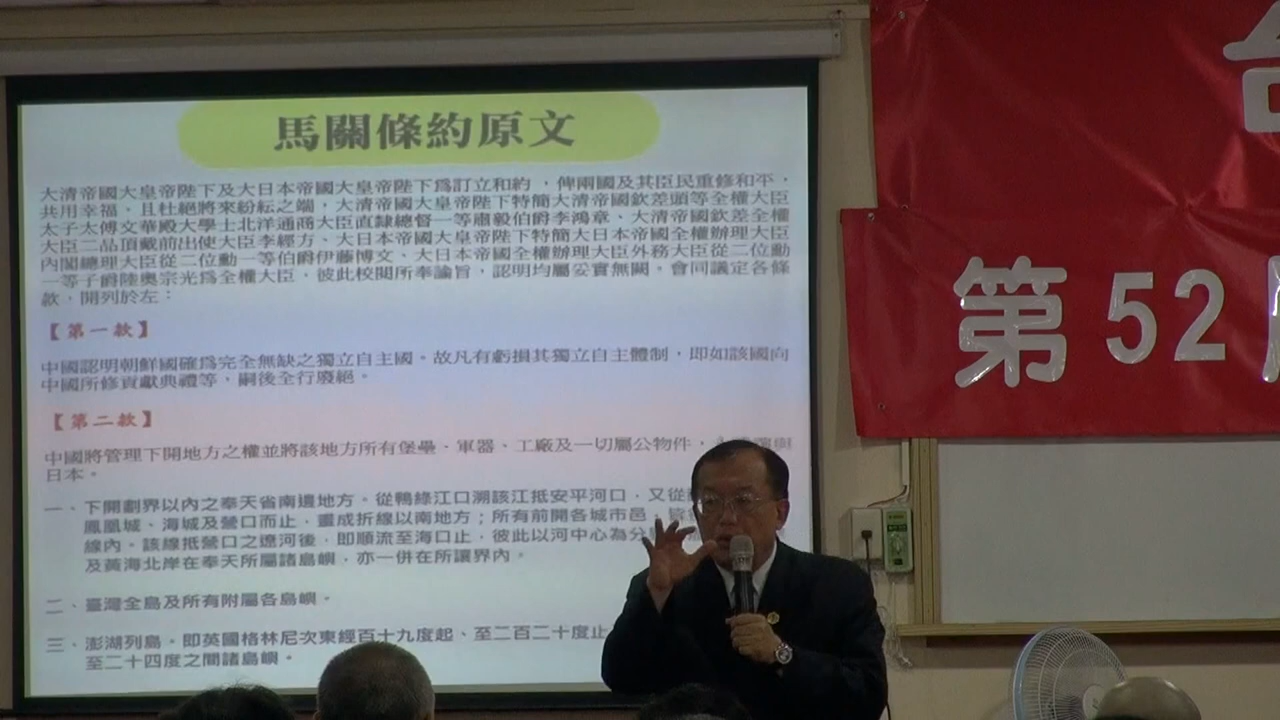 馬關條約原文
大清帝國大皇帝陛下及大日本帝國大皇帝陛下爲訂立和約，俾兩國及其臣民重修和平，
共用幸福、且杜絕將來紛紜之端，大清帝國大皇帝陛下特簡大清帝國欽差頭等全權大臣
太子太傅文華殿大學士北洋通商大臣直隸總督一等肅毅伯爵李鴻章、大清帝國欽差全權
大臣二品頂戴前出使大臣李經方、大日本帝國大皇帝陛下特簡大日本帝國全權辦理大臣
內閣總理大臣從二位勳一等伯爵伊藤博文、大日本帝國全權辦理大臣外務大臣從二位勳
一等子爵陸奧宗光爲全權大臣，彼此校閱所奉諭旨，認明均屬妥實無闕。會同議定各條
款，開列於左：
【第一款】
中國認明朝鮮國確爲完全無缺之獨立自主國。故凡有虧損其獨立自主體制，即如該國向
中國所修貢獻典禮等，嗣後全行廢絕。
【第二款】
中國將管理下開地方之權並將該地方所有堡壘、軍器、工廠及一切屬公物件，
日本。
一、下開劃界以內之奉天省南邊地方。從鴨綠江口溯該江抵安平河口，又從
鳳凰城、海城及營口而止，畫成折線以南地方；所有前開各城市邑，皆
線內。該線抵營口之遼河後，即順流至海口止，彼此以河中心為分
及黃海北岸在奉天所屬諸島嶼，亦一併在所讓界內。
二、臺灣全島及所有附屬各島嶼。
三、澎湖列島。即英國格林尼次東經百十九度起、至二百二十度止
至二十四度之間諸島嶼。
第52